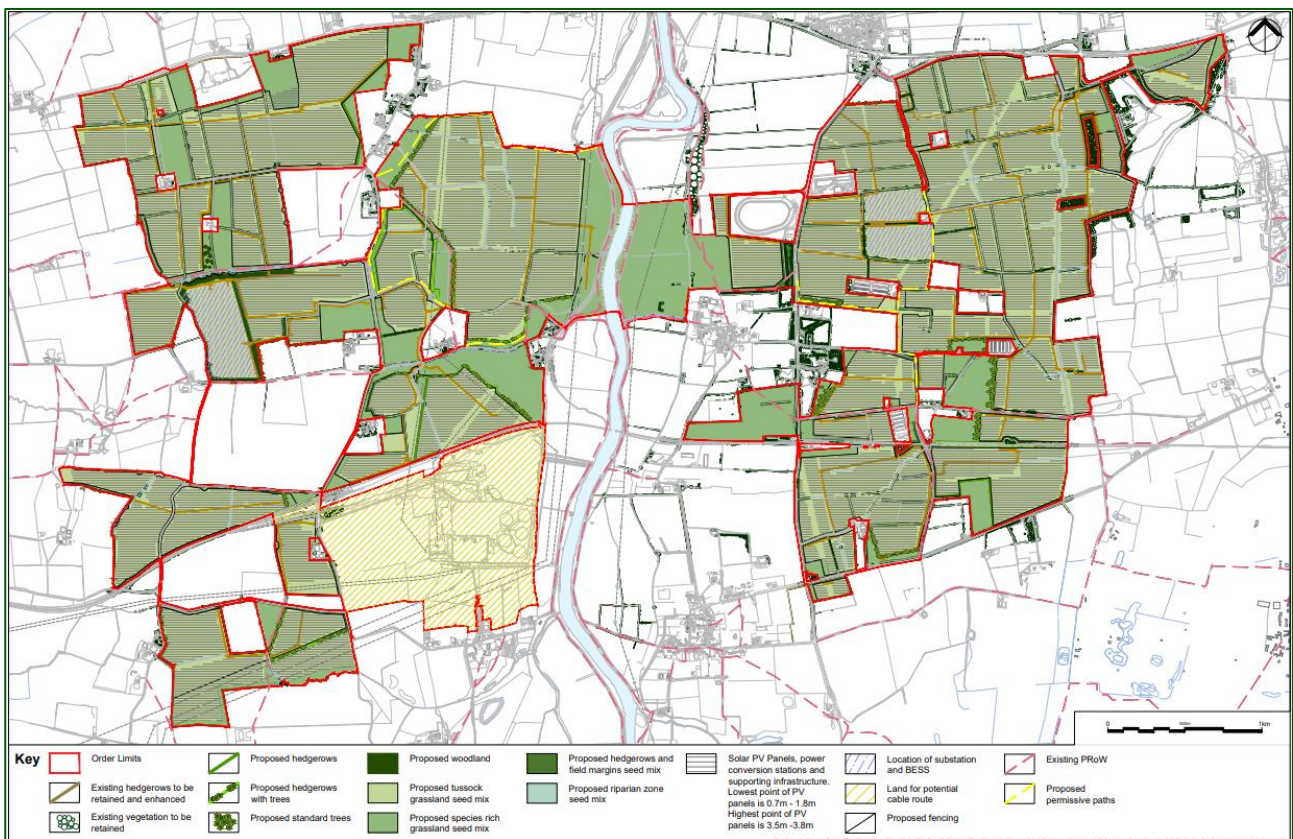 0
500m
1km
Key
Order Limits
Existing hedgerows to be
retained and enhanced
Existing vegetation to be
retained
Proposed hedgerows
Proposed hedgerows
with trees
Proposed standard trees
Proposed woodland
Proposed tussock
grassland seed mix
Proposed species rich
grassland seed mix
Proposed hedgerows and
field margins seed mix
Proposed riparian zone
seed mix
Solar PV Panels, power
conversion stations and
supporting infrastructure.
Lowest point of PV
panels is 0.7m - 1.8m
Highest point of PV
panels is 3.5m -3.8m
Location of substation
and BESS
Land for potential
cable route
Proposed fencing
Existing PRoW
Proposed
permissive paths